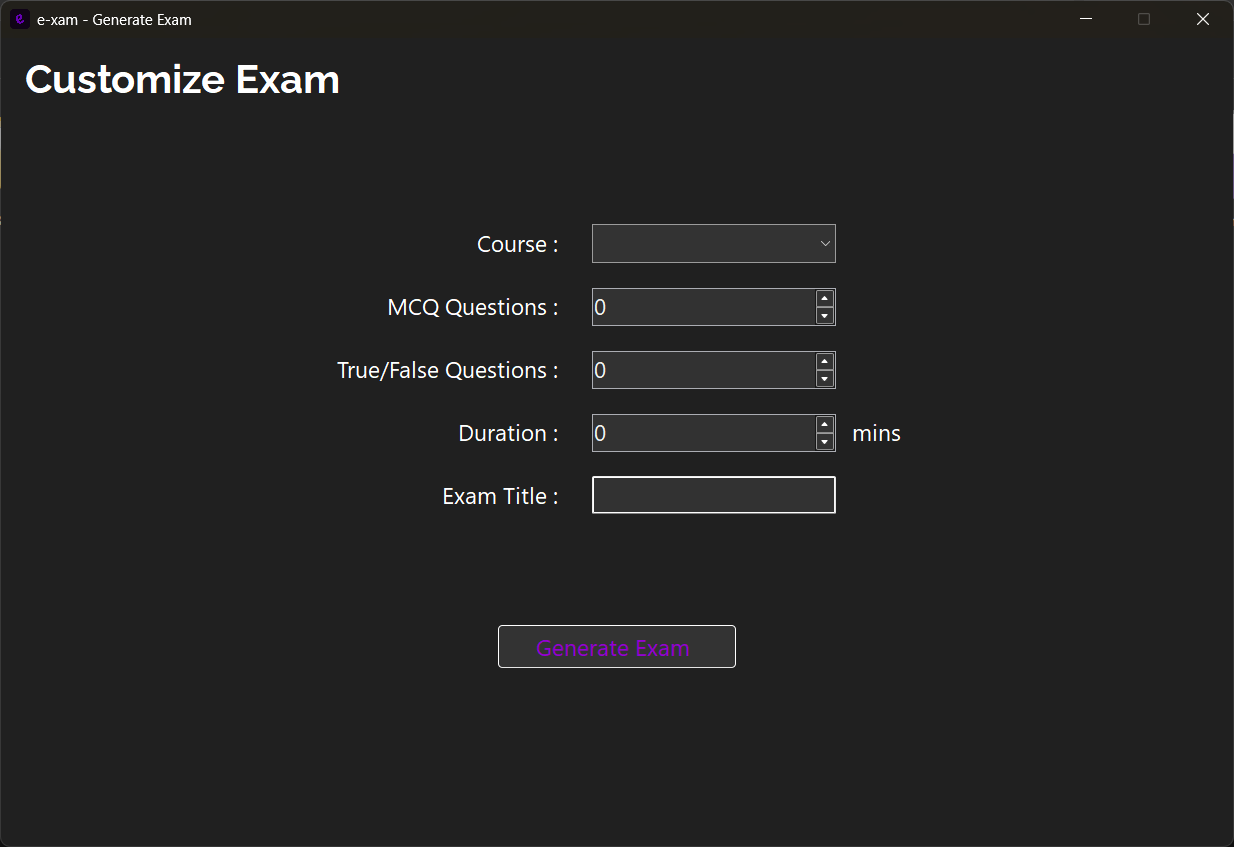 e-xam - Generate Exam
Customize Exam
Course :
MCQ Questions :
0
True/False Questions :
0
Duration :
0
mins
Exam Title :
Generate Exam